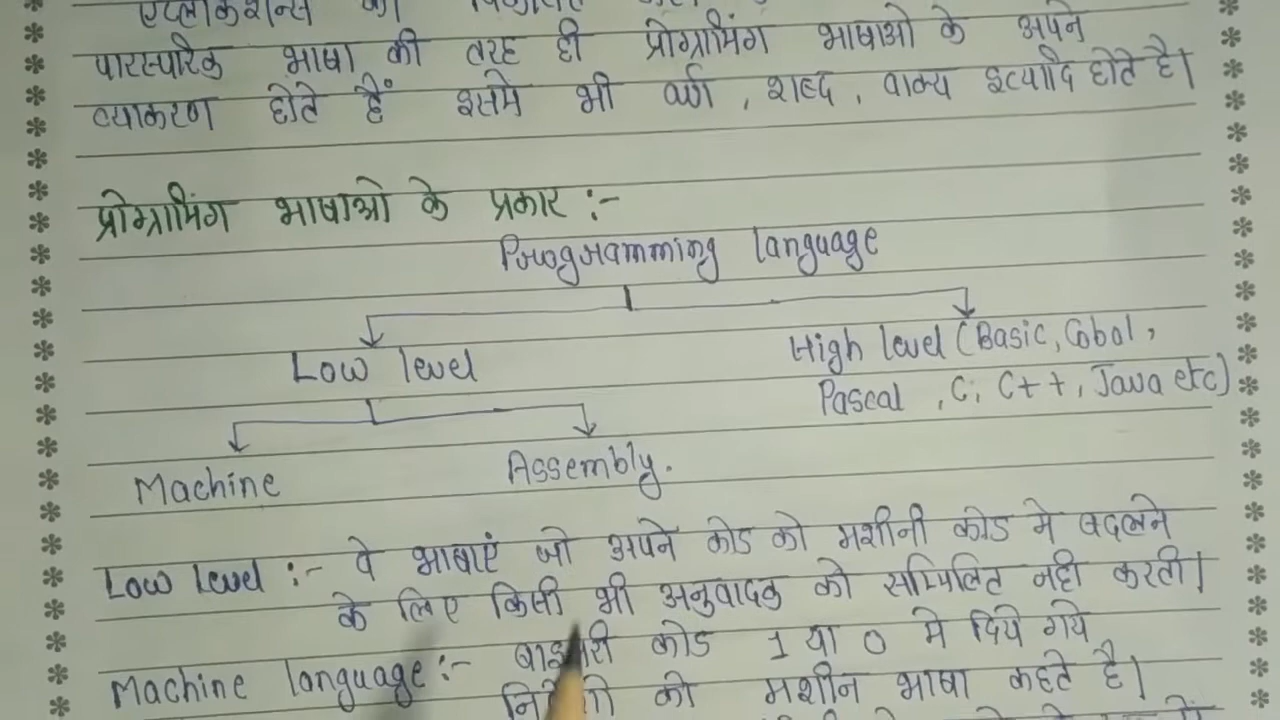 एप्लीकेशन्स को
पारस्परिक भाषा की तरह ही प्रोग्रामिंग भाषाओ के अपने
व्याकरण होते हैं इसमे भी वर्ण , शब्द , वाक्य इत्यादि होते है।
प्रोग्रामिंग भाषाओ के प्रकार :-
Programming language
Low level
High level (Basic, Cobol,
Pascal , C, C++, Java etc)
Machine
Assembly.
Low level :- वे भाषाएं जो अपने कोड को मशीनी कोड मे बदलने
के लिए किसी भी अनुवादक को सम्मिलित नही करती।
Machine language :- कोड 1 या 0 मे दिये गये
को मशीन भाषा कहते है।